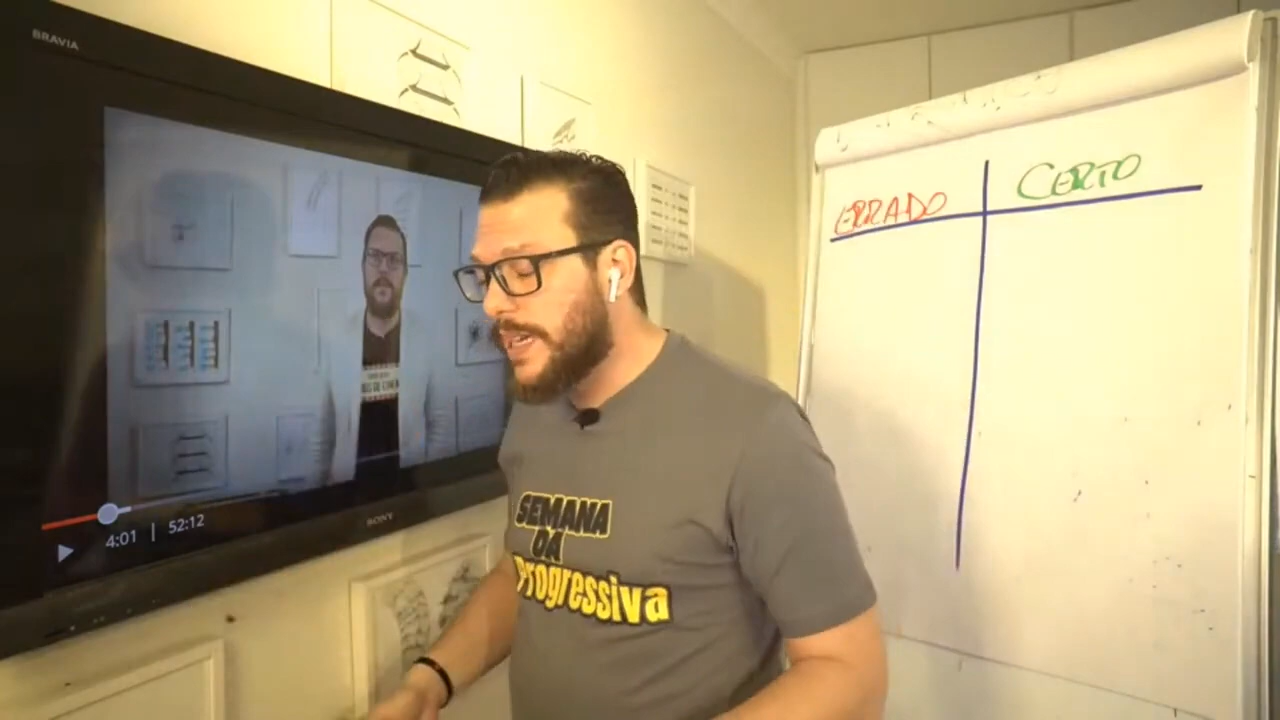 BRAVIA
4:01 | 52:12
SONY
SEMANA
DA
Progressiva
ERRADO
CERTO